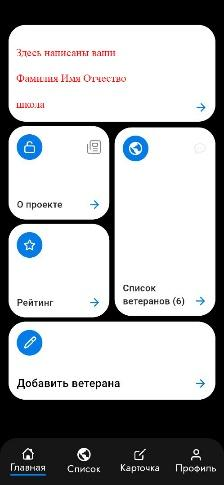 Здесь написаны ваши
Фамилия Имя Отчество
школа
О проекте
Рейтинг
Список
ветеранов (6)
Добавить ветерана
Главная
Список
Карточка
Профиль